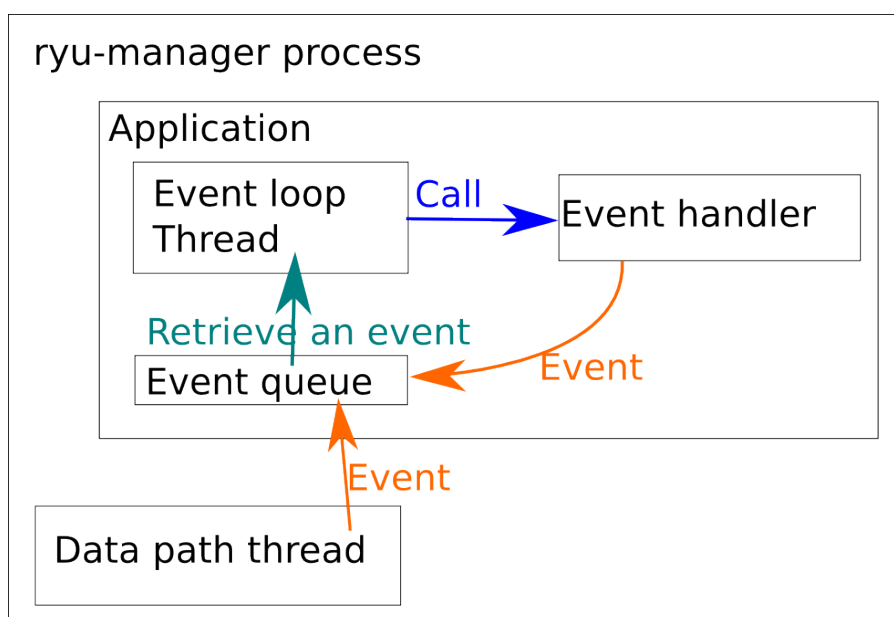 ryu-manager process
Application
Event loop
Thread
Call
Event handler
Retrieve an event
Event queue
Event
Event
Data path thread